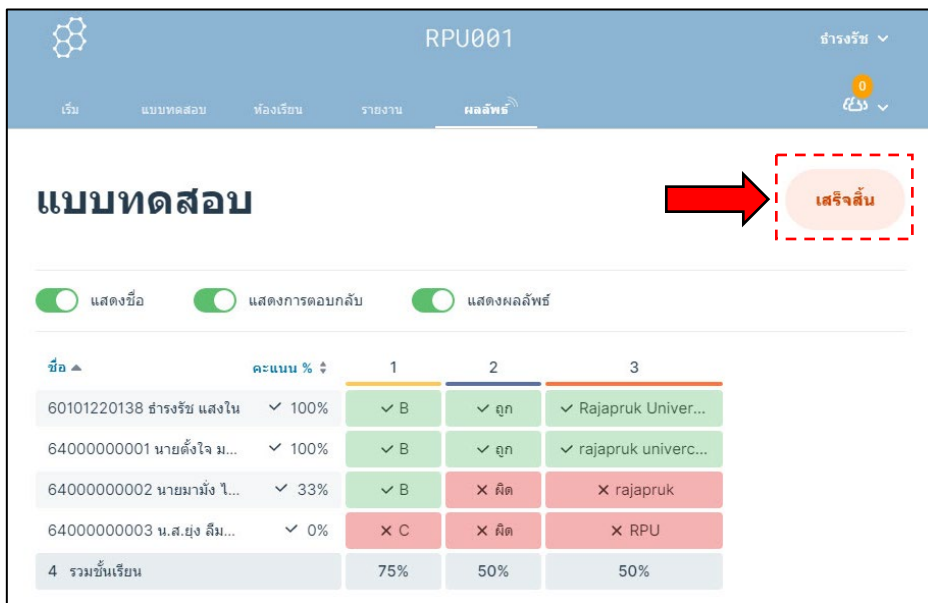 RPU001
ธำรงรัช
0
เริ่ม แบบทดสอบ ห้องเรียน รายงาน ผลลัพธ์
แบบทดสอบ
เสร็จสิ้น
แสดงชื่อ แสดงการตอบกลับ แสดงผลลัพธ์
ชื่อ คะแนน % 1 2 3
60101220138 ธำรงรัช แสงใน 100% B ถูก Rajapruk Univer...
64000000001 นายตั้งใจ ม... 100% B ถูก rajapruk univerc...
64000000002 นายมามั่ง ไ... 33% B ผิด rajapruk
64000000003 น.ส.ยุ่ง ลืม... 0% C ผิด RPU
4 รวมชั้นเรียน 75% 50% 50%